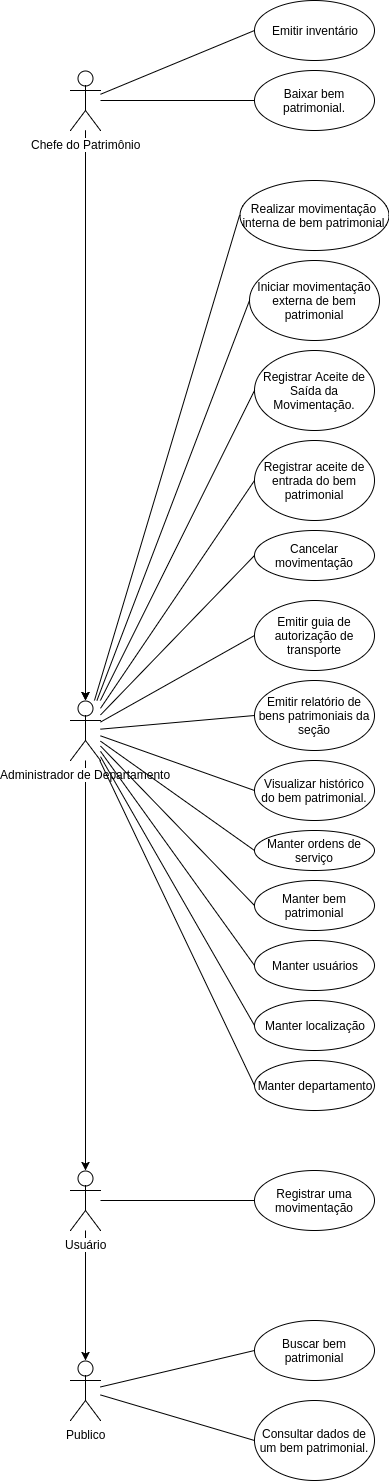 Emitir inventário
Baixar bem
patrimonial.
Chefe do Patrimônio
Realizar movimentação
interna de bem patrimonial
Iniciar movimentação
externa de bem
patrimonial
Registrar Aceite de
Saída da
Movimentação.
Registrar aceite de
entrada do bem
patrimonial
Cancelar
movimentação
Emitir guia de
autorização de
transporte
Emitir relatório de
bens patrimoniais da
seção
Administrador de Departamento
Visualizar histórico
do bem patrimonial.
Manter ordens de
serviço
Manter bem
patrimonial
Manter usuários
Manter localização
Manter departamento
Registrar uma
movimentação
Usuário
Buscar bem
patrimonial
Publico
Consultar dados de
um bem patrimonial.